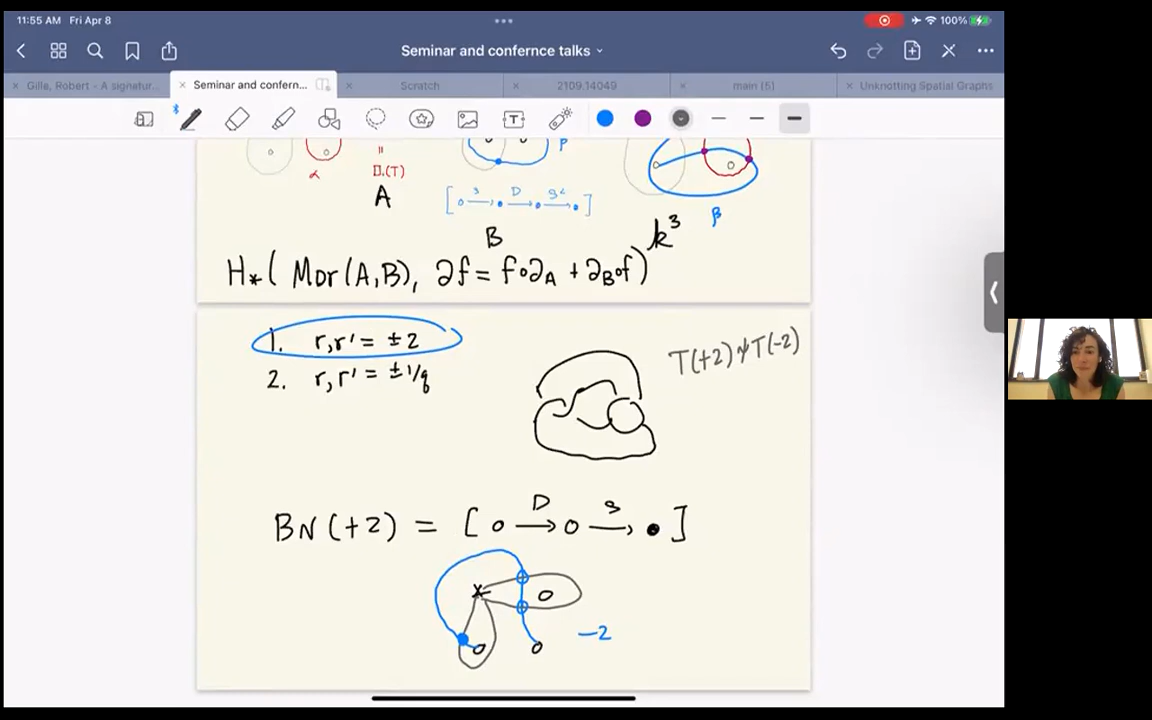 11:55 AM Fri Apr 8
100%
Seminar and confernce talks
Gille, Robert - A signatur...
Seminar and confern...
Scratch
2109.14049
main (5)
Unknotting Spatial Graphs
α
□.(T)
A
β
D
B
k³
β
H*( Mor(A,B), ∂f = f∘∂A + ∂B∘f )
1. r,r' = ±2
T(+2) ≁ T(-2)
2. r,r' = ±1/q
BN(+2) = [ ∘ —D→ ∘ —S→ • ]
-2